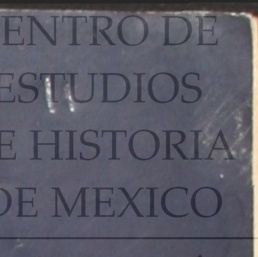 ENTRO DE
ESTUDIOS
E HISTORIA
DE MEXICO